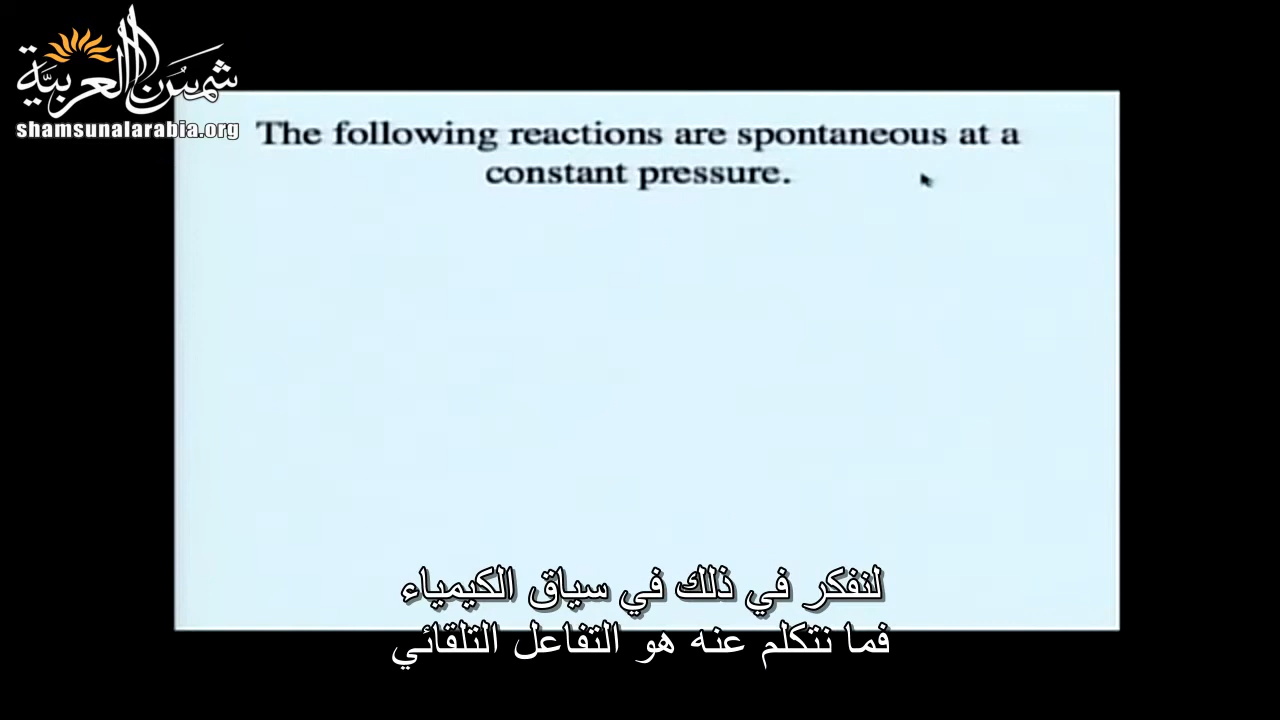 شمس العربية
shamsunalarabia.org
The following reactions are spontaneous at a
constant pressure.
لنفكر في ذلك في سياق الكيمياء
فما نتكلم عنه هو التفاعل التلقائي